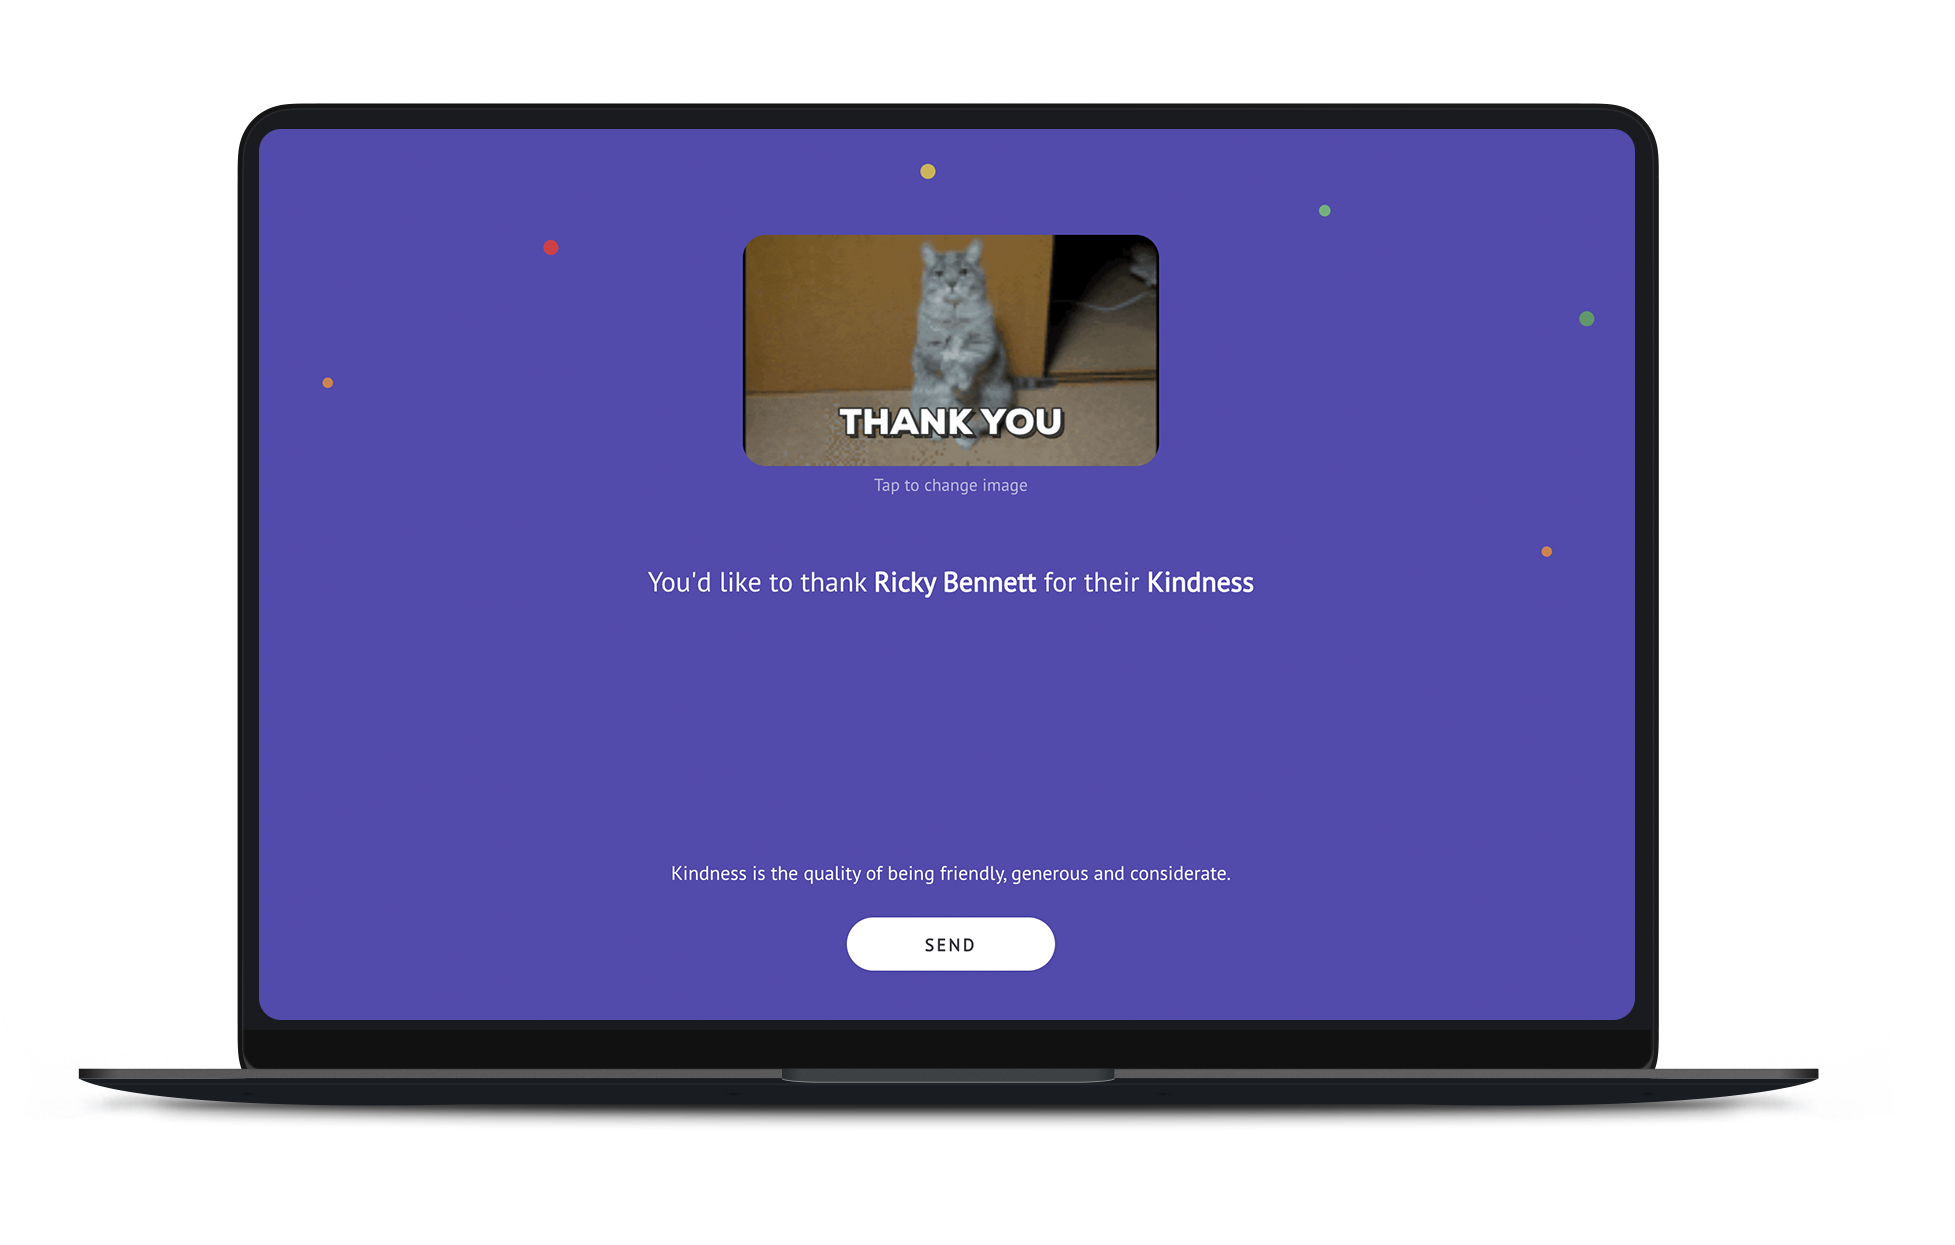 THANK YOU
Tap to change image
You'd like to thank Ricky Bennett for their Kindness
Kindness is the quality of being friendly, generous and considerate.
SEND